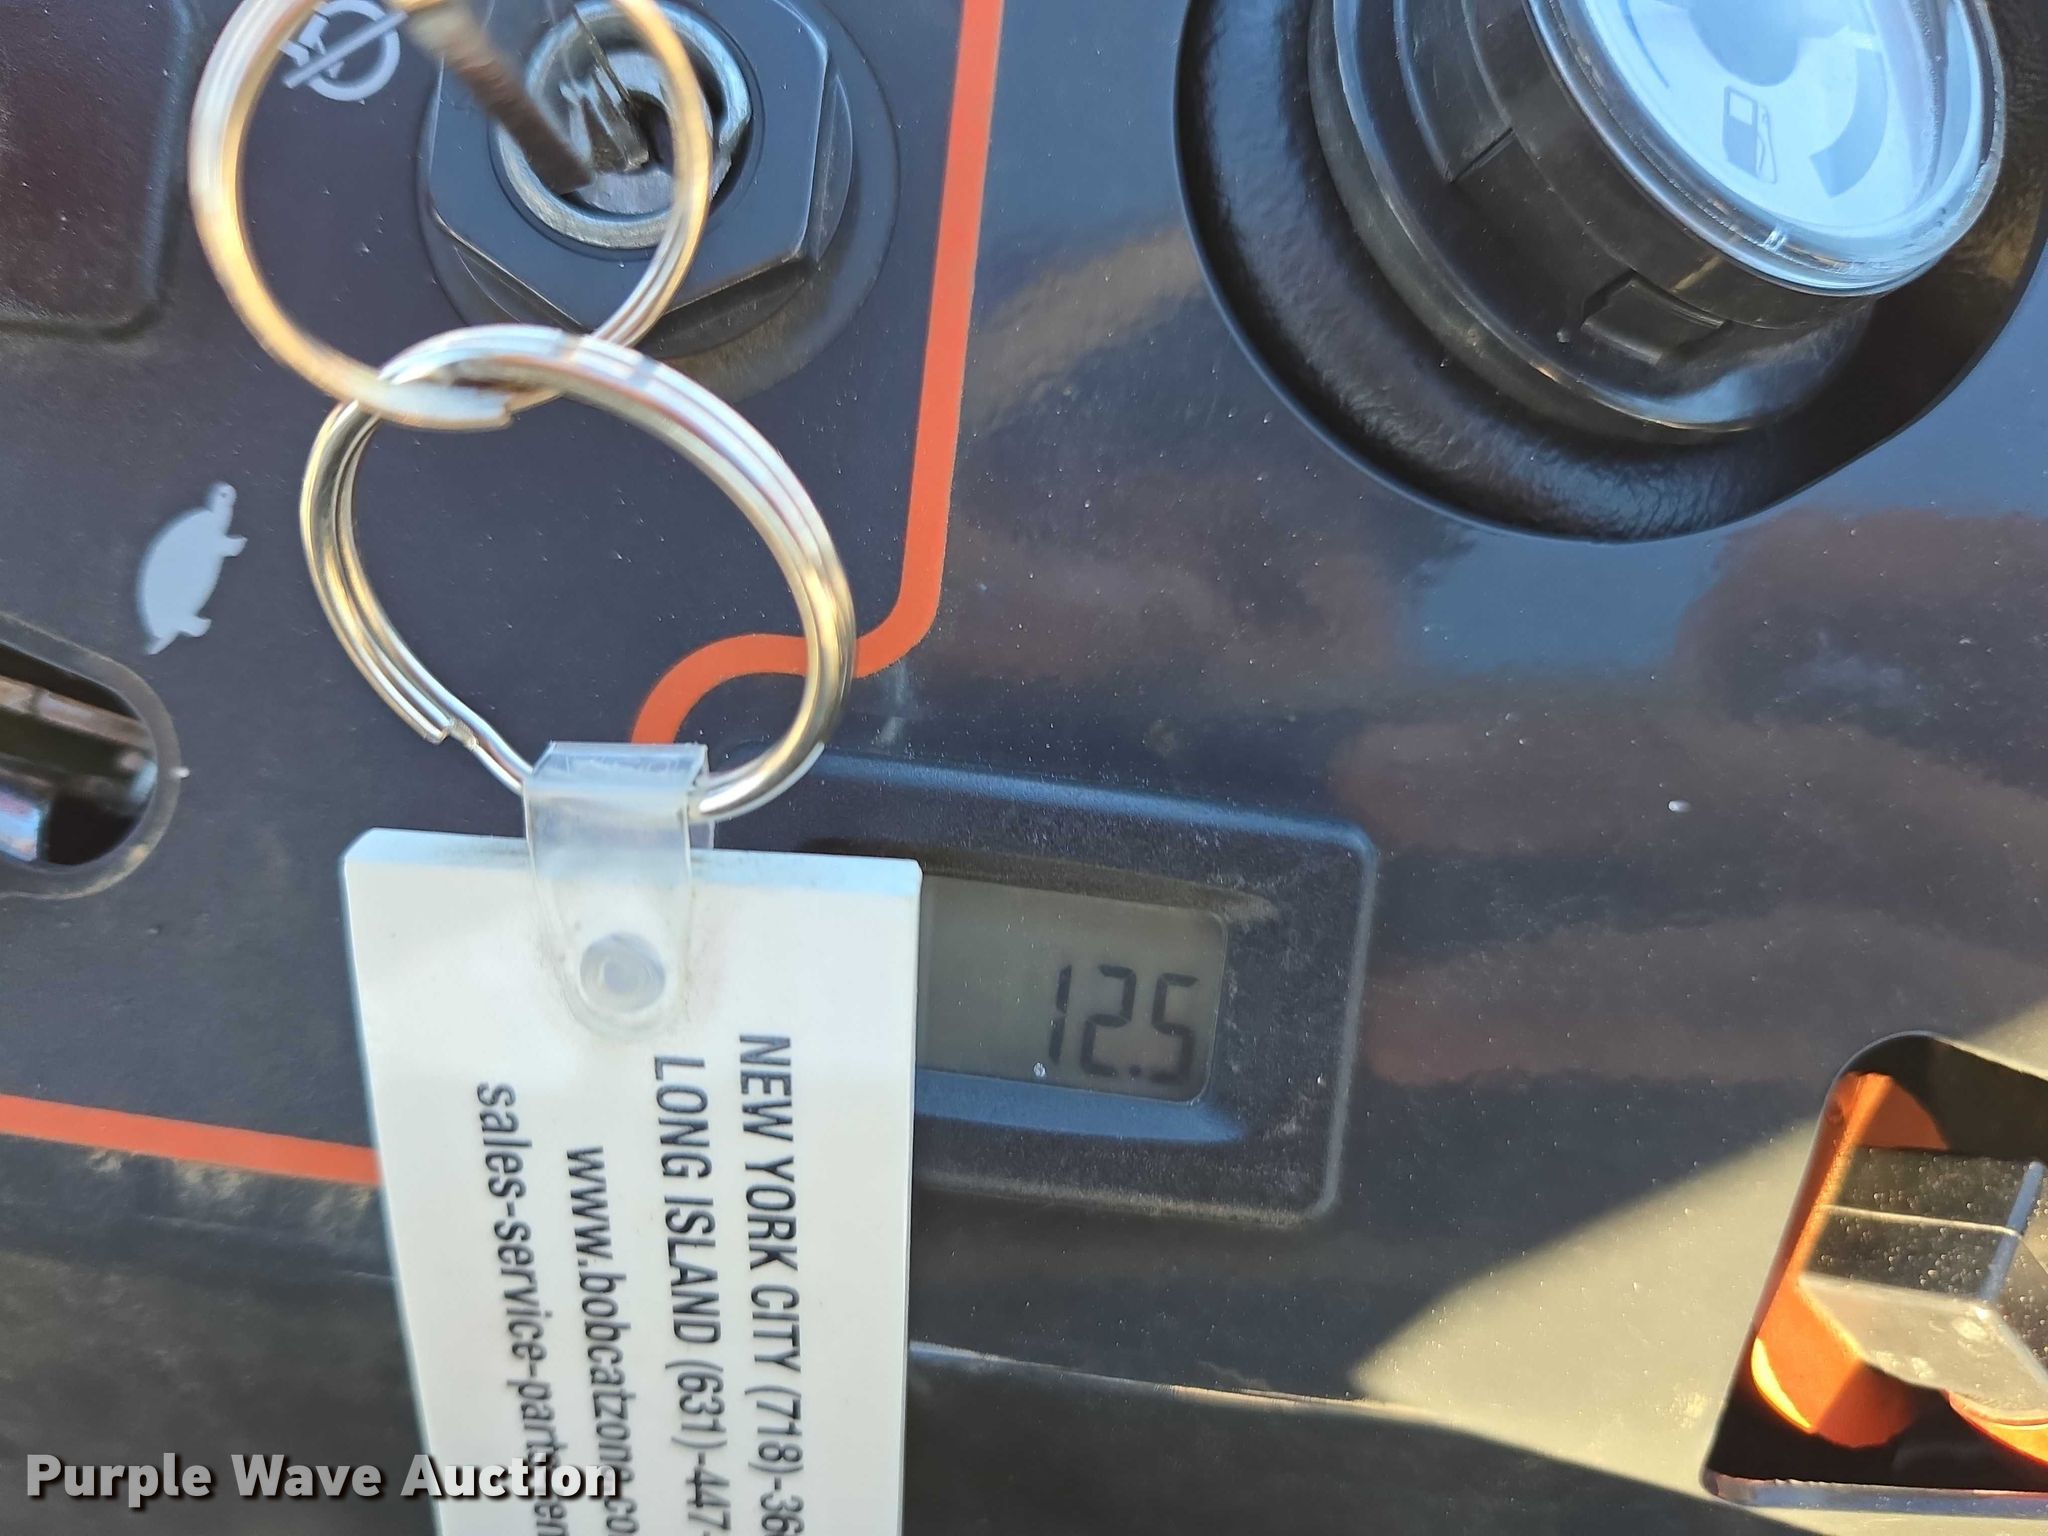 12.5
NEW YORK CITY (718)-36
LONG ISLAND (631)-447-
www.bobcatzone.co
sales-service-parts-
Purple Wave Auction